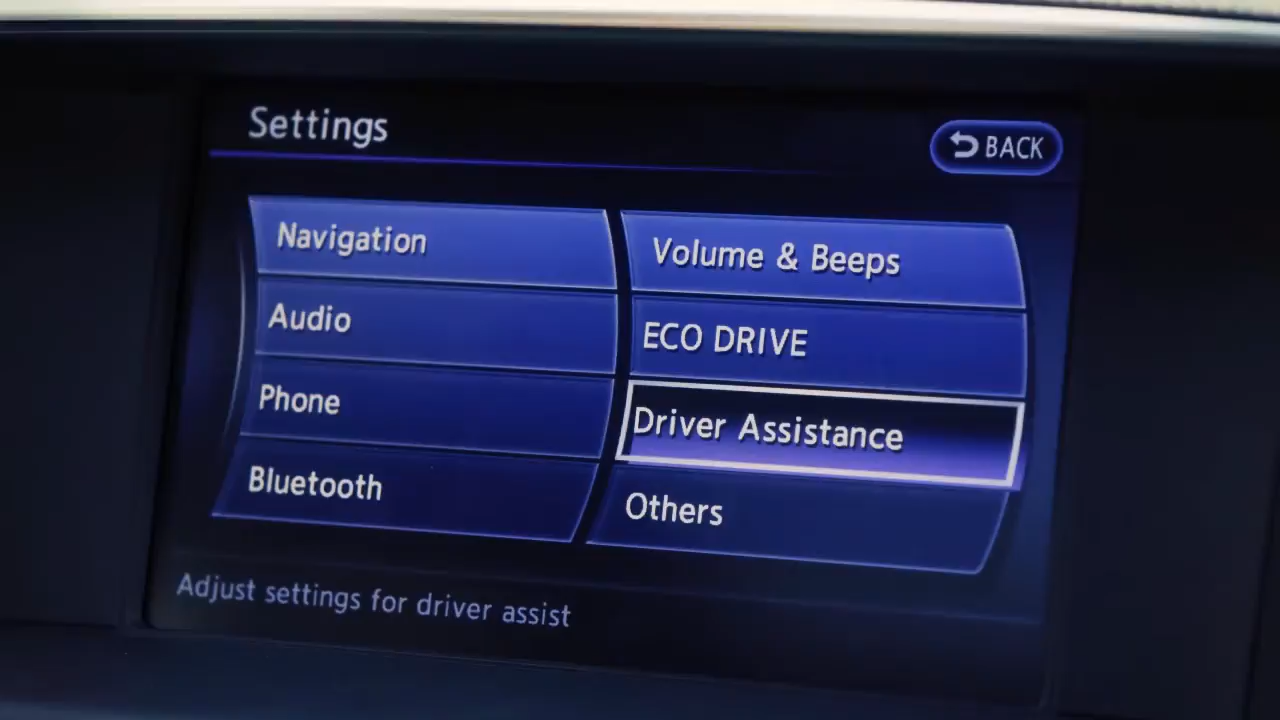 Settings
BACK
Navigation
Volume & Beeps
Audio
ECO DRIVE
Phone
Driver Assistance
Bluetooth
Others
Adjust settings for driver assist